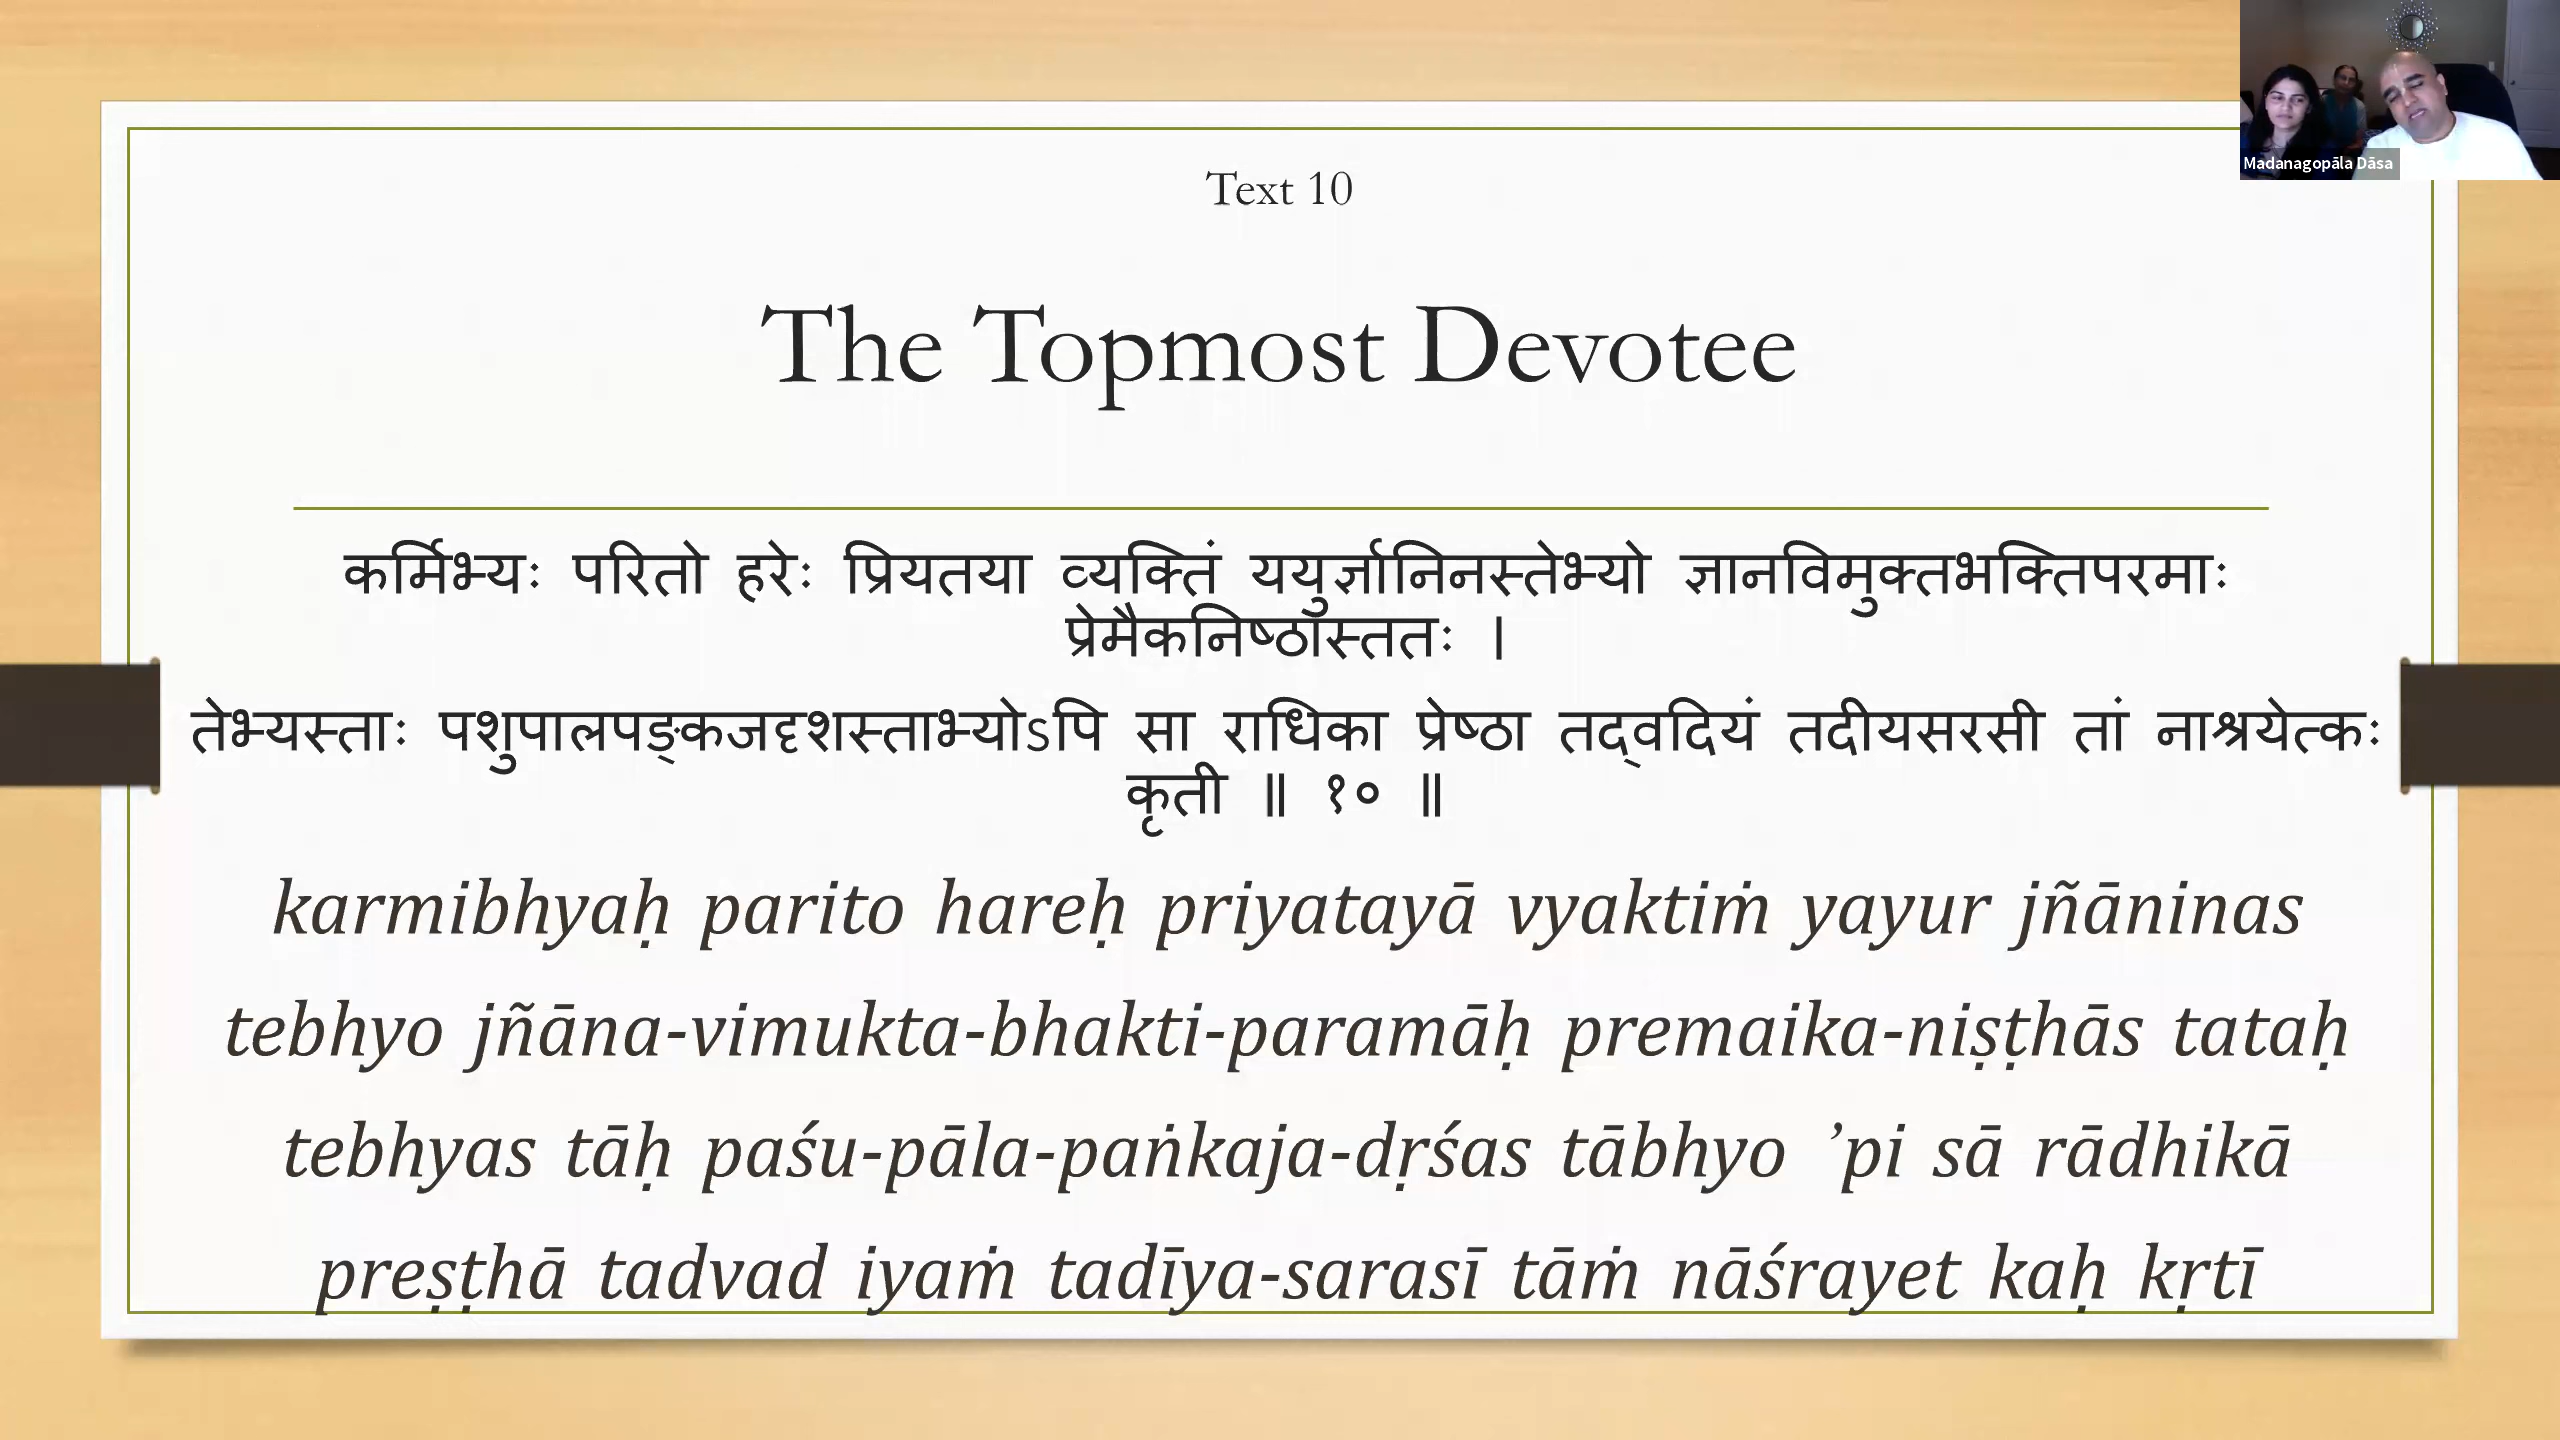 Text 10
Madanagopāla Dāsa
The Topmost Devotee
कर्मिभ्यः परितो हरेः प्रियतया व्यक्तिं ययुर्ज्ञानिनस्तेभ्यो ज्ञानविमुक्तभक्तिपरमाः
प्रेमैकनिष्ठास्ततः ।
तेभ्यस्ताः पशुपालपङ्कजदृशस्ताभ्योऽपि सा राधिका प्रेष्ठा तद्वदियं तदीयसरसी तां नाश्रयेत्कः
कृती ॥ १० ॥
karmibhyaḥ parito hareḥ priyatayā vyaktiṁ yayur jñāninas
tebhyo jñāna-vimukta-bhakti-paramāḥ premaika-niṣṭhās tataḥ
tebhyas tāḥ paśu-pāla-paṅkaja-dṛśas tābhyo ’pi sā rādhikā
preṣṭhā tadvad iyaṁ tadīya-sarasī tāṁ nāśrayet kaḥ kṛtī